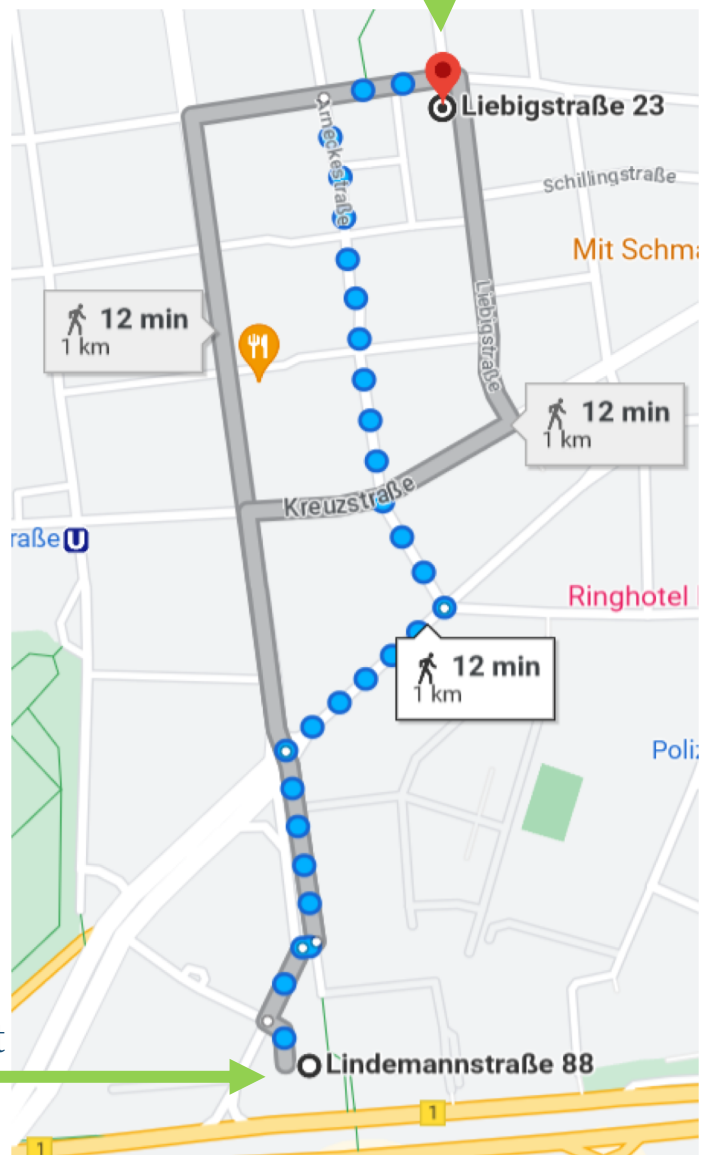 Liebigstraße 23
Arneckestraße
Schillingstraße
Mit Schma
12 min
1 km
Liebigstraße
12 min
1 km
Kreuzstraße
raße U
Ringhotel
12 min
1 km
Poliz
t
Lindemannstraße 88
1
1